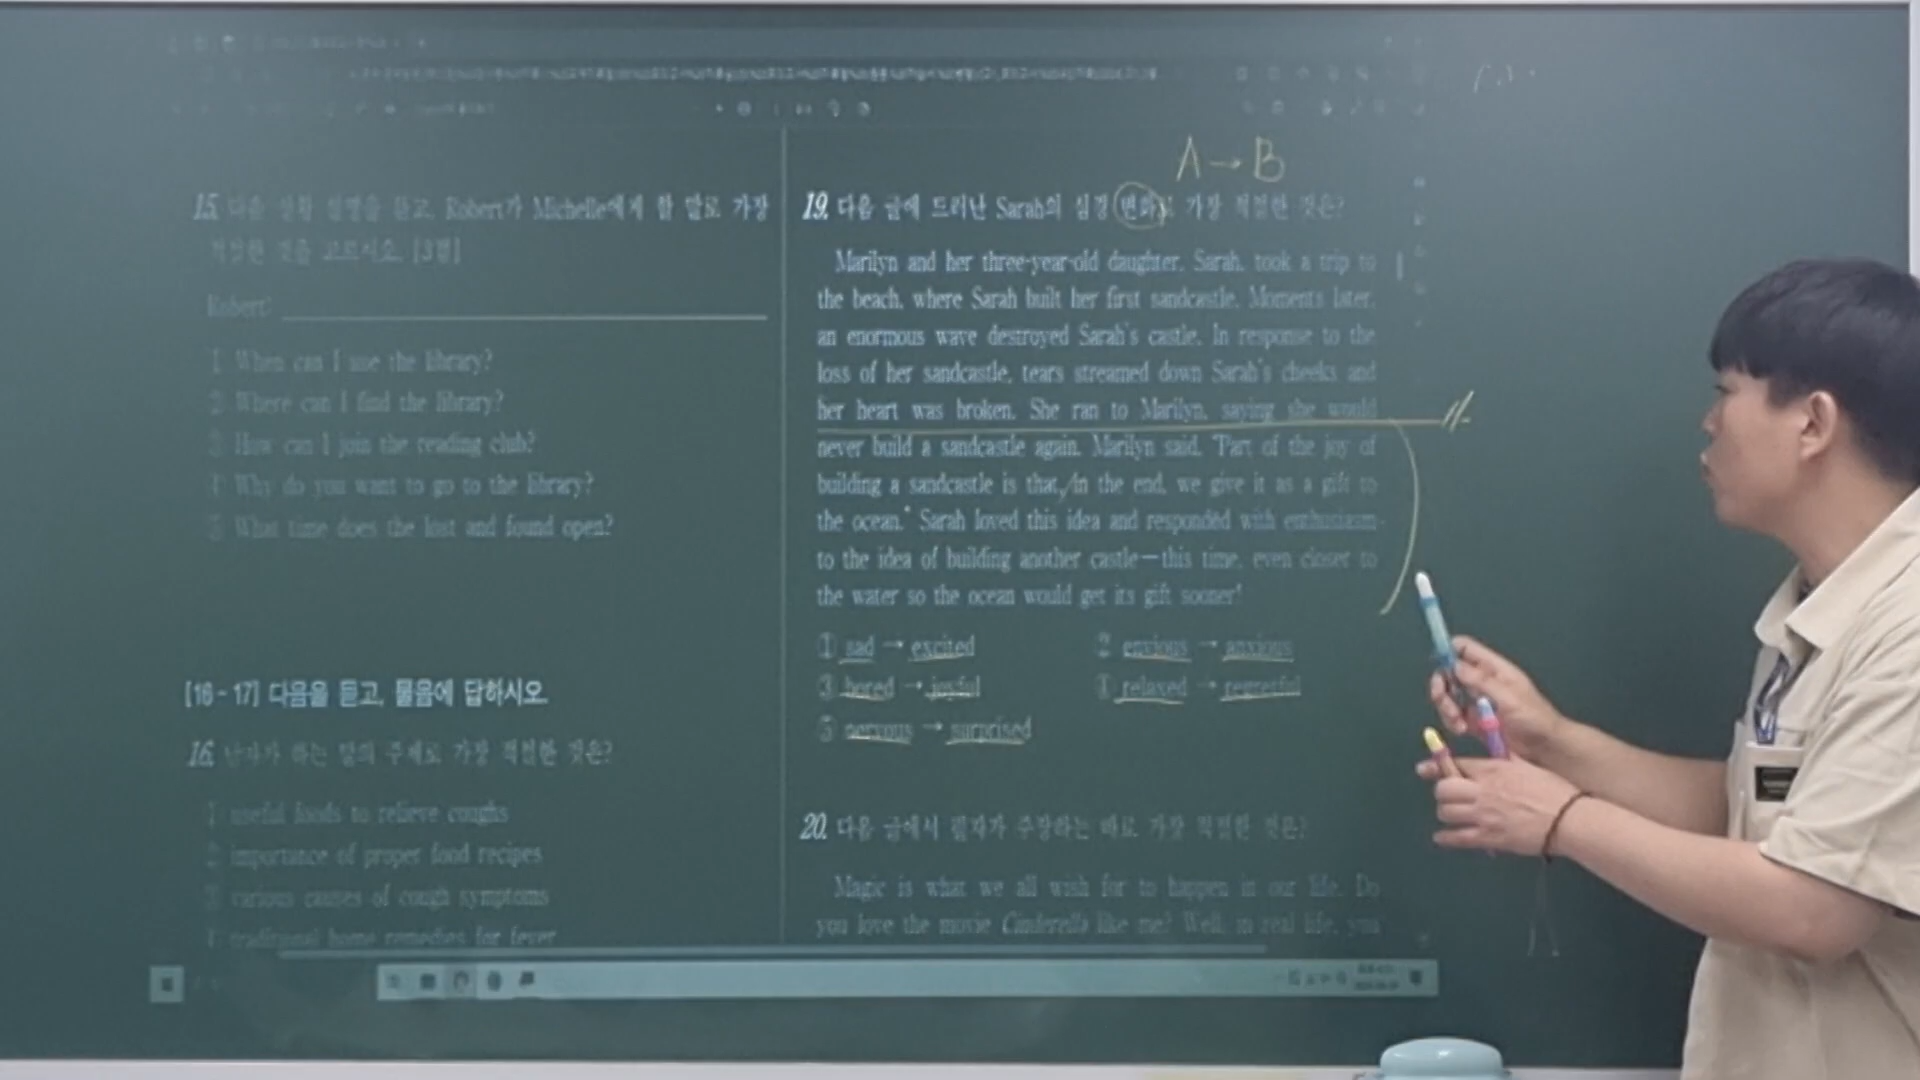 A → B
15. 다음 상황 설명을 듣고, Robert가 Michelle에게 할 말로 가장
적절한 것을 고르시오. [3점]
Robert:
① When can I use the library?
② Where can I find the library?
③ How can I join the reading club?
④ Why do you want to go to the library?
⑤ What time does the lost and found open?
[16 - 17] 다음을 듣고, 물음에 답하시오.
16. 남자가 하는 말의 주제로 가장 적절한 것은?
① useful foods to relieve coughs
② importance of proper food recipes
③ various causes of cough symptoms
④ traditional home remedies for fever
19. 다음 글에 드러난 Sarah의 심경 변화로 가장 적절한 것은?
Marilyn and her three-year-old daughter, Sarah, took a trip to
the beach, where Sarah built her first sandcastle. Moments later,
an enormous wave destroyed Sarah's castle. In response to the
loss of her sandcastle, tears streamed down Sarah's cheeks and
her heart was broken. She ran to Marilyn, saying she would
never build a sandcastle again. Marilyn said, "Part of the joy of
building a sandcastle is that, in the end, we give it as a gift to
the ocean." Sarah loved this idea and responded with enthusiasm
to the idea of building another castle — this time, even closer to
the water so the ocean would get its gift sooner!
① sad → excited
② envious → anxious
③ bored → joyful
④ relaxed → regretful
⑤ nervous → surprised
20. 다음 글에서 필자가 주장하는 바로 가장 적절한 것은?
Magic is what we all wish for to happen in our life. Do
you love the movie Cinderella like me? Well, in real life, you